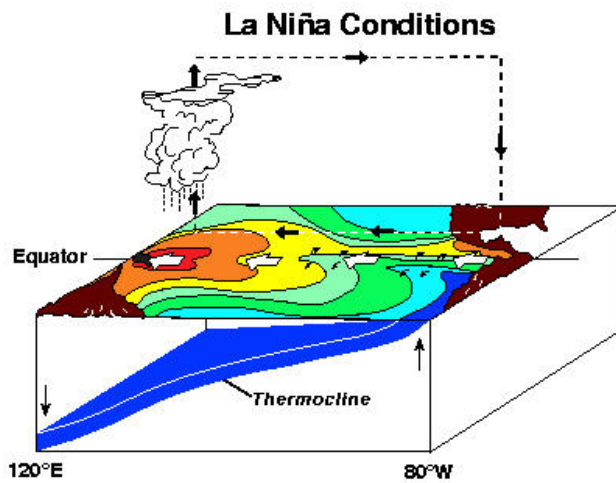 La Niña Conditions
Equator
Thermocline
120°E
80°W